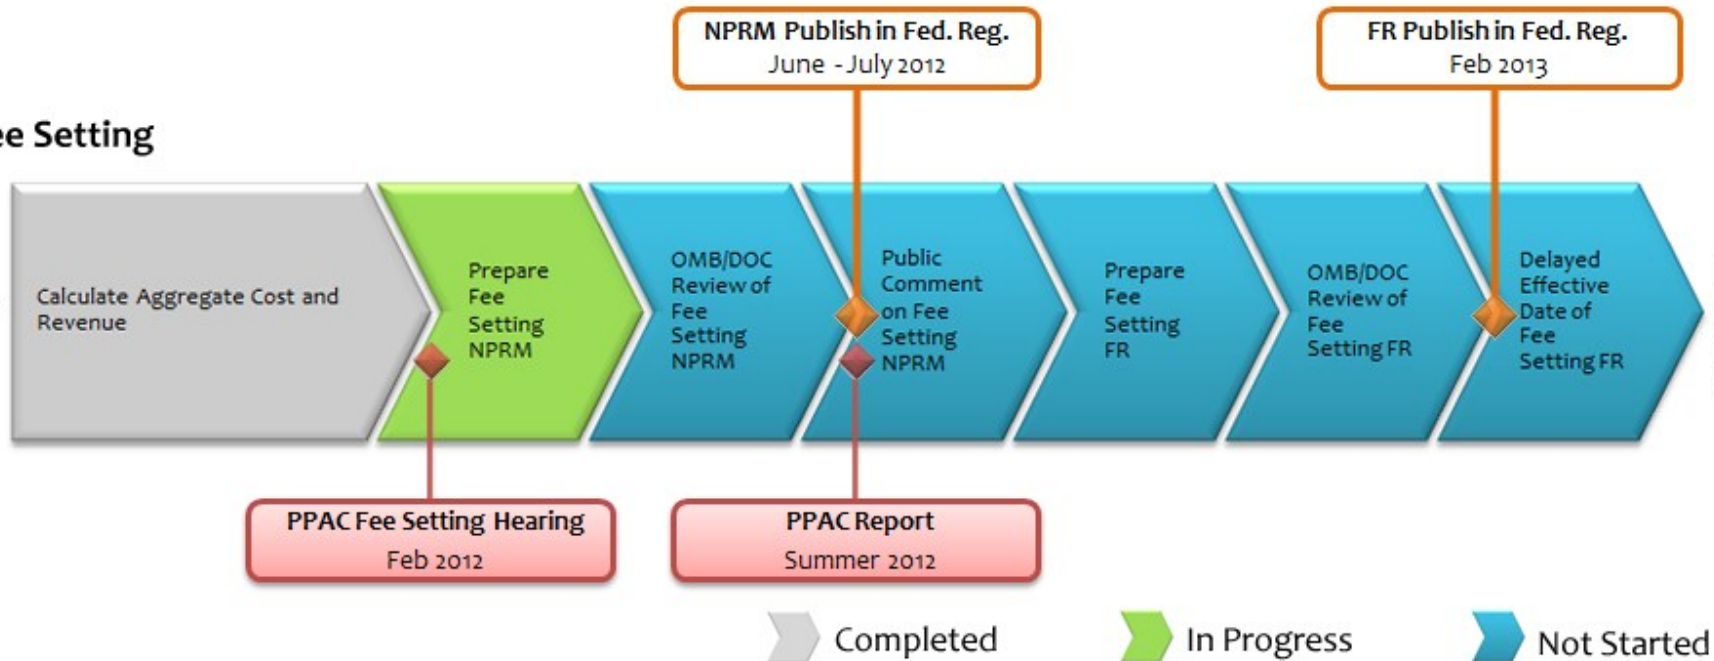 NPRM Publish in Fed. Reg.
June - July 2012
FR Publish in Fed. Reg.
Feb 2013
ee Setting
Calculate Aggregate Cost and
Revenue
Prepare
Fee
Setting
NPRM
OMB/DOC
Review of
Fee
Setting
NPRM
Public
Comment
on Fee
Setting
NPRM
Prepare
Fee
Setting
FR
OMB/DOC
Review of
Fee
Setting FR
Delayed
Effective
Date of
Fee
Setting FR
PPAC Fee Setting Hearing
Feb 2012
PPAC Report
Summer 2012
Completed
In Progress
Not Started